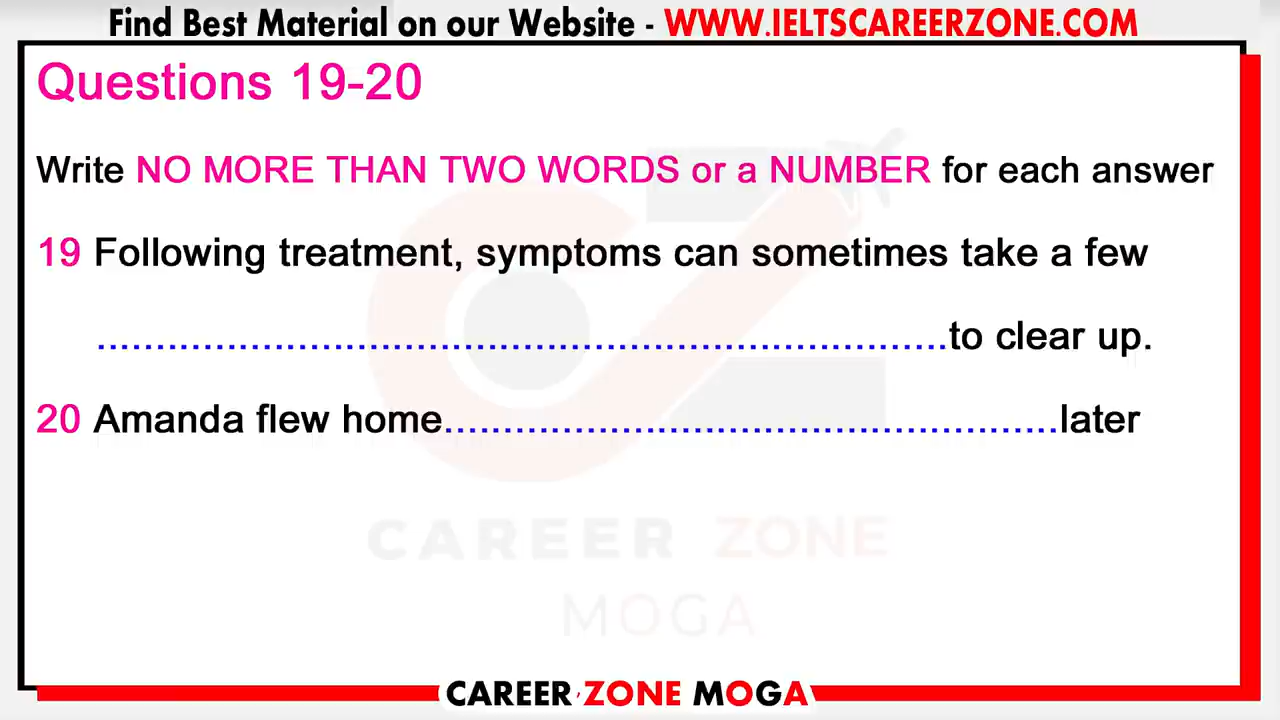 Find Best Material on our Website - WWW.IELTSCAREERZONE.COM
Questions 19-20
Write NO MORE THAN TWO WORDS or a NUMBER for each answer
19 Following treatment, symptoms can sometimes take a few
........................................................................to clear up.
20 Amanda flew home....................................................later
CAREER ZONE
MOGA
CAREER ZONE MOGA